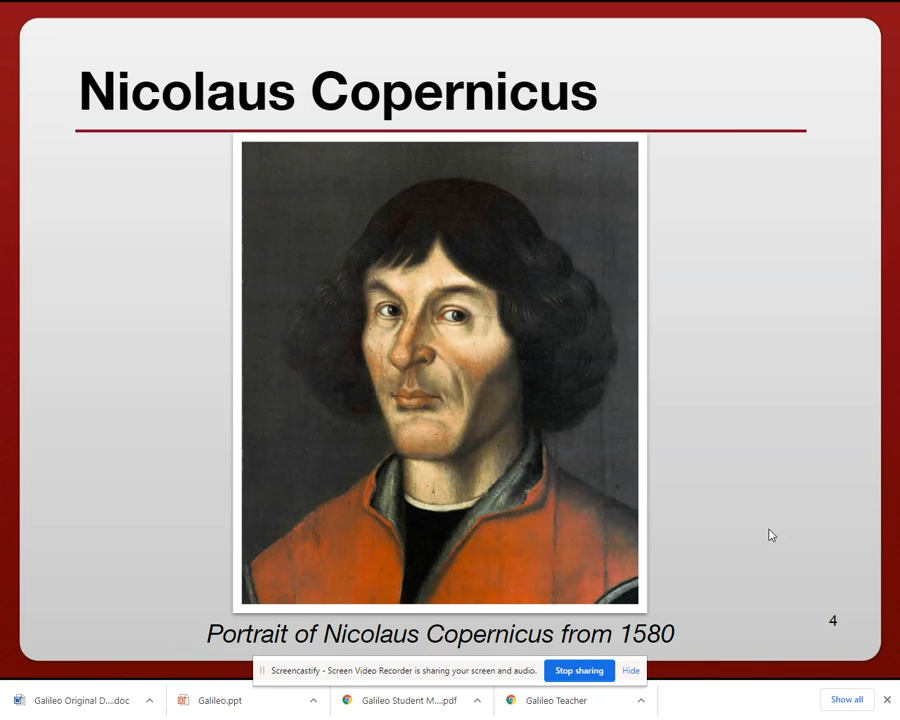 Nicolaus Copernicus
Portrait of Nicolaus Copernicus from 1580
4
Screencastify - Screen Video Recorder is sharing your screen and audio.
Stop sharing
Hide
Galileo Original D....doc
Galileo.ppt
Galileo Student M....pdf
Galileo Teacher
Show all